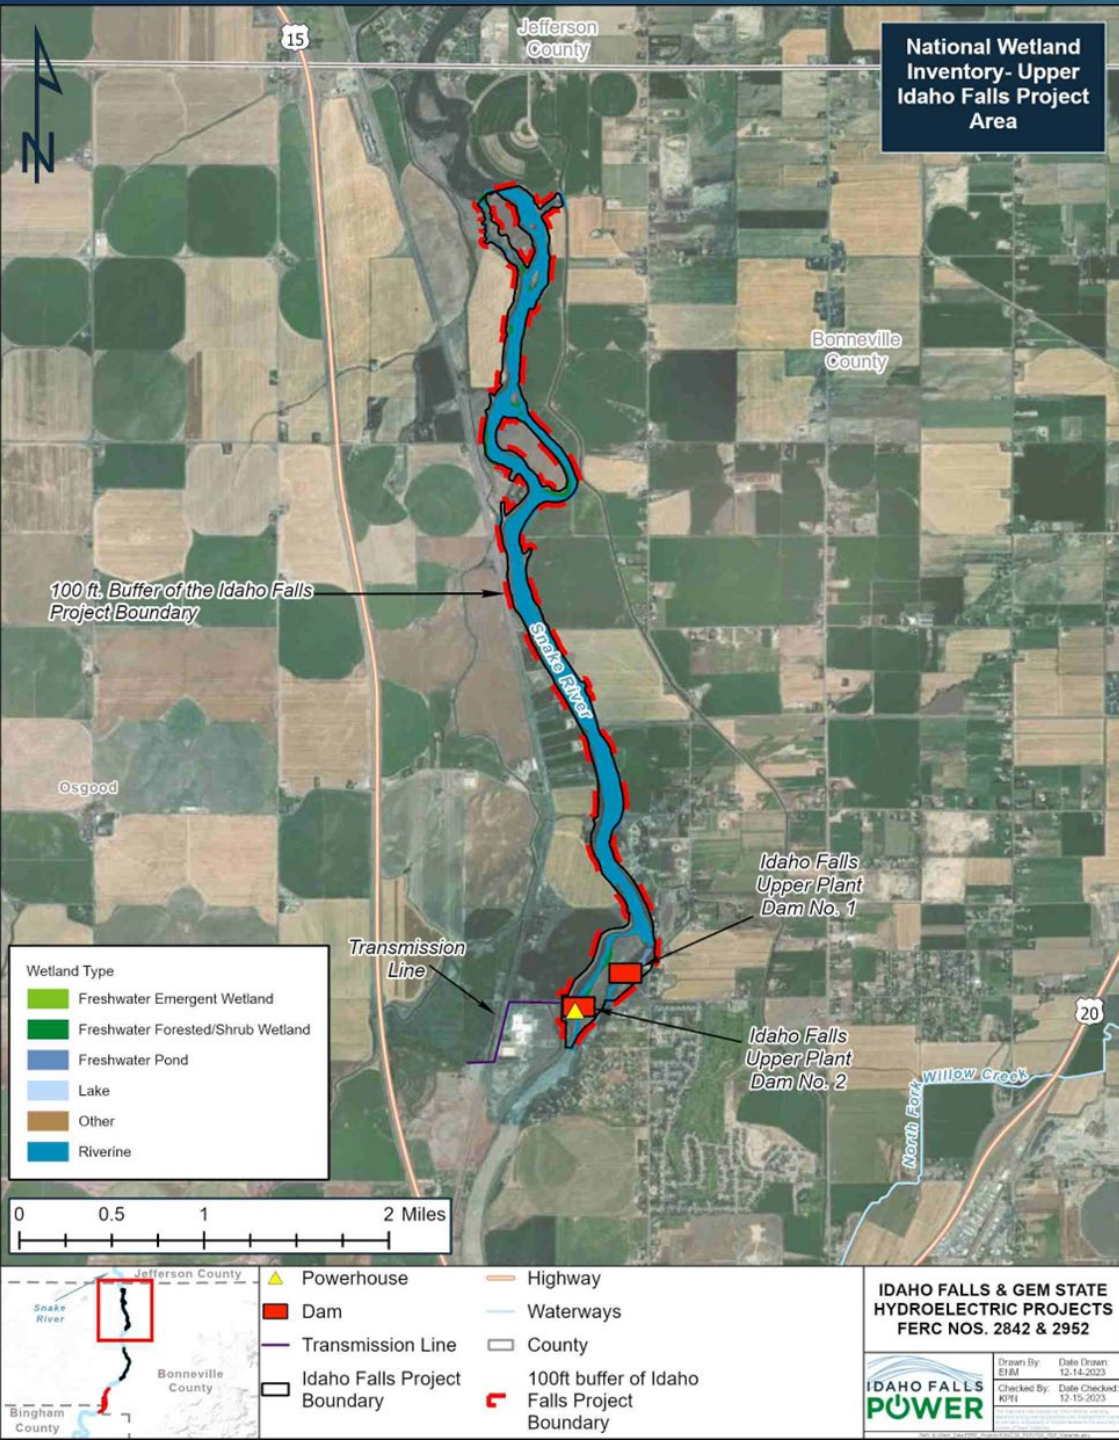 15
Jefferson
County
National Wetland
Inventory- Upper
Idaho Falls Project
Area
N
Bonneville
County
100 ft. Buffer of the Idaho Falls
Project Boundary
Snake River
Osgood
Idaho Falls
Upper Plant
Dam No. 1
Transmission
Line
Idaho Falls
Upper Plant
Dam No. 2
20
North Fork Willow Creek
Wetland Type
Freshwater Emergent Wetland
Freshwater Forested/Shrub Wetland
Freshwater Pond
Lake
Other
Riverine
0 0.5 1 2 Miles
Jefferson County
Snake
River
Bonneville
County
Bingham
County
Powerhouse
Dam
Transmission Line
Idaho Falls Project
Boundary
Highway
Waterways
County
100ft buffer of Idaho
Falls Project
Boundary
IDAHO FALLS & GEM STATE
HYDROELECTRIC PROJECTS
FERC NOS. 2842 & 2952
IDAHO FALLS
POWER
Drawn By: Date Drawn:
ENM 12-14-2023
Checked By: Date Checked:
KPN 12-15-2023